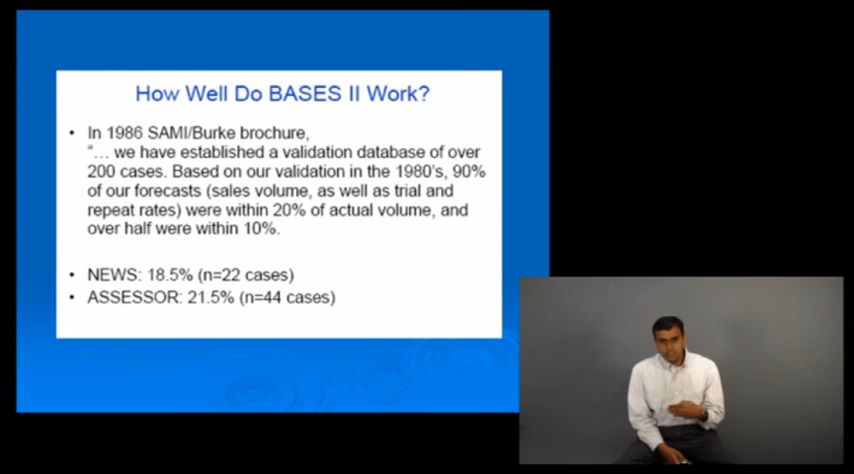 How Well Do BASES II Work?
• In 1986 SAMI/Burke brochure,
“... we have established a validation database of over
200 cases. Based on our validation in the 1980's, 90%
of our forecasts (sales volume, as well as trial and
repeat rates) were within 20% of actual volume, and
over half were within 10%.
• NEWS: 18.5% (n=22 cases)
• ASSESSOR: 21.5% (n=44 cases)